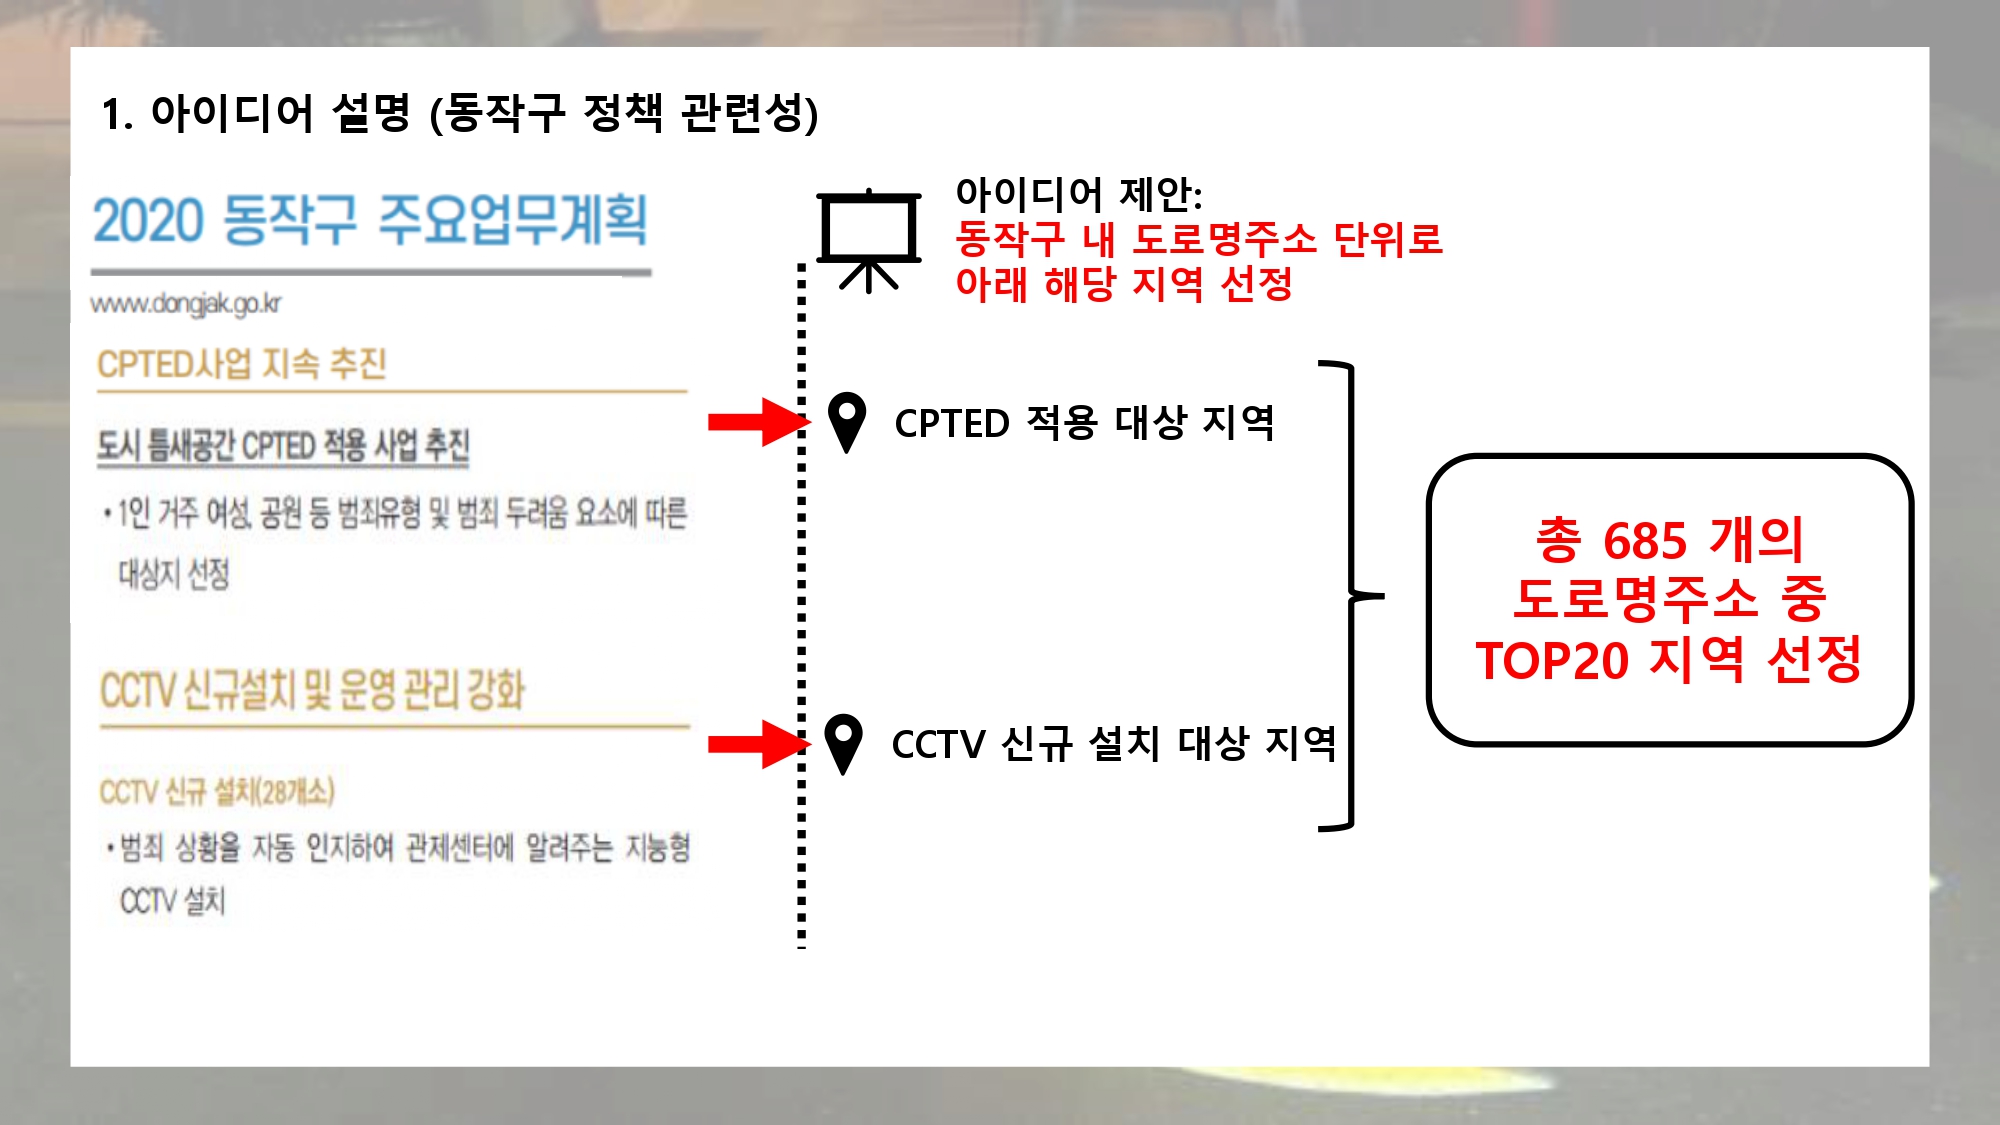 1. 아이디어 설명 (동작구 정책 관련성)
2020 동작구 주요업무계획
www.dongjak.go.kr
CPTED사업 지속 추진
도시 틈새공간 CPTED 적용 사업 추진
• 1인 거주 여성, 공원 등 범죄유형 및 범죄 두려움 요소에 따른
대상지 선정
CCTV 신규설치 및 운영 관리 강화
CCTV 신규 설치(28개소)
• 범죄 상황을 자동 인지하여 관제센터에 알려주는 지능형
CCTV 설치
아이디어 제안:
동작구 내 도로명주소 단위로
아래 해당 지역 선정
CPTED 적용 대상 지역
CCTV 신규 설치 대상 지역
총 685 개의
도로명주소 중
TOP20 지역 선정